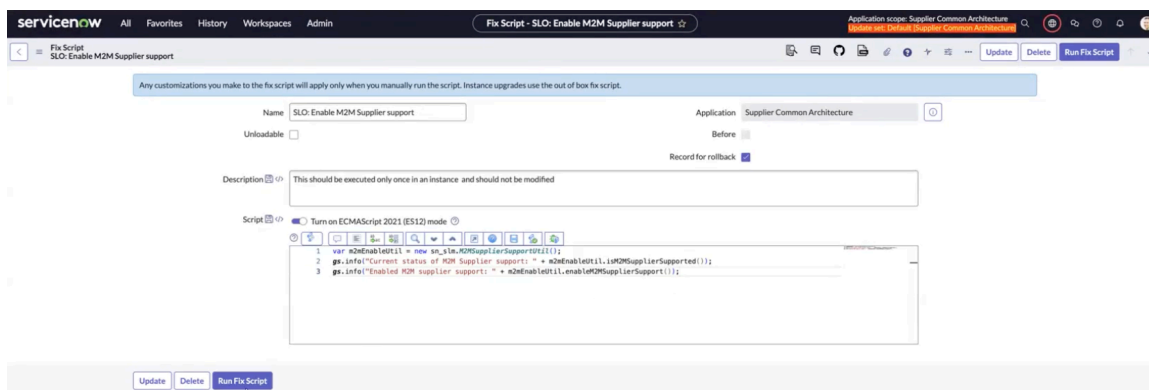 servicenow All Favorites History Workspaces Admin Fix Script - SLO: Enable M2M Supplier support Application scope: Supplier Common Architecture
Update set: Default [Supplier Common Architecture]
Fix Script
SLO: Enable M2M Supplier support
Update Delete Run Fix Script
Any customizations you make to the fix script will apply only when you manually run the script. Instance upgrades use the out of box fix script.
Name SLO: Enable M2M Supplier support Application Supplier Common Architecture
Unloadable Before
Record for rollback
Description This should be executed only once in an instance and should not be modified
Script Turn on ECMAScript 2021 (ES12) mode
1 var m2mEnableUtil = new sn_slm.M2MSupplierSupportUtil();
2 gs.info("Current status of M2M Supplier support: " + m2mEnableUtil.isM2MSupplierSupported());
3 gs.info("Enabled M2M supplier support: " + m2mEnableUtil.enableM2MSupplierSupport());
Update Delete Run Fix Script